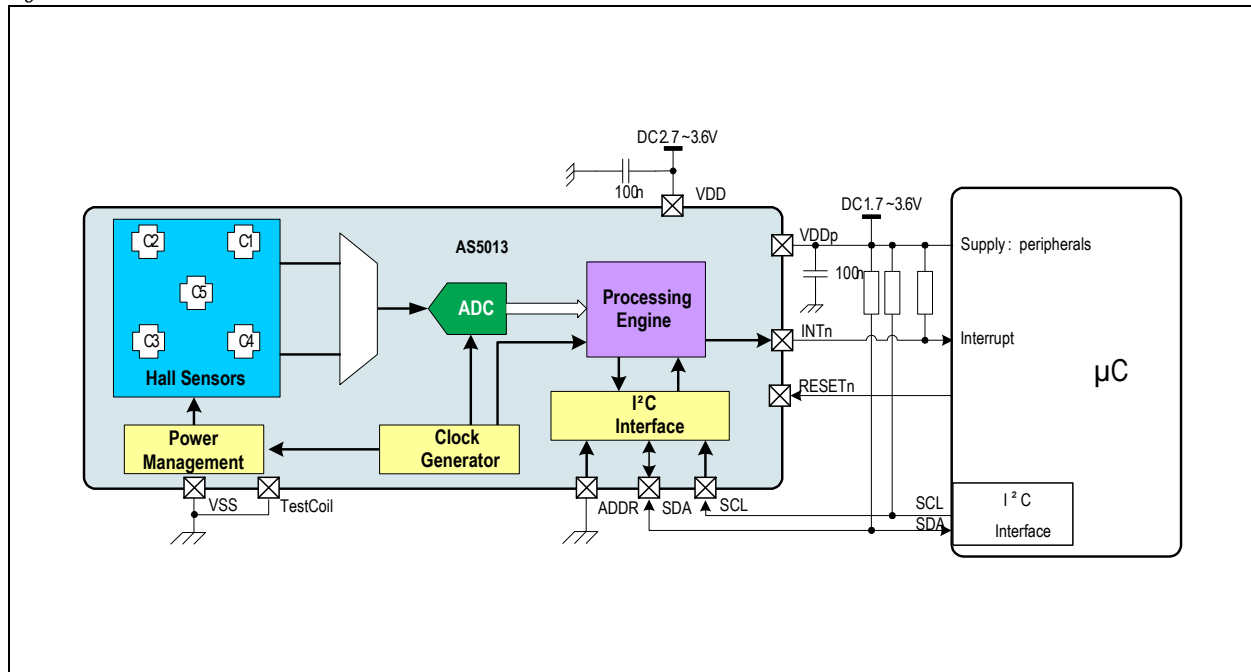 DC2.7~3.6V
100n
VDD
DC1.7~3.6V
C2
C1
AS5013
VDDp
Supply: peripherals
100n
C5
ADC
Processing
Engine
INTn
Interrupt
C3
C4
µC
Hall Sensors
RESETn
I²C
Interface
Power
Management
Clock
Generator
VSS
TestCoil
ADDR
SDA
SCL
SCL
SDA
I²C
Interface